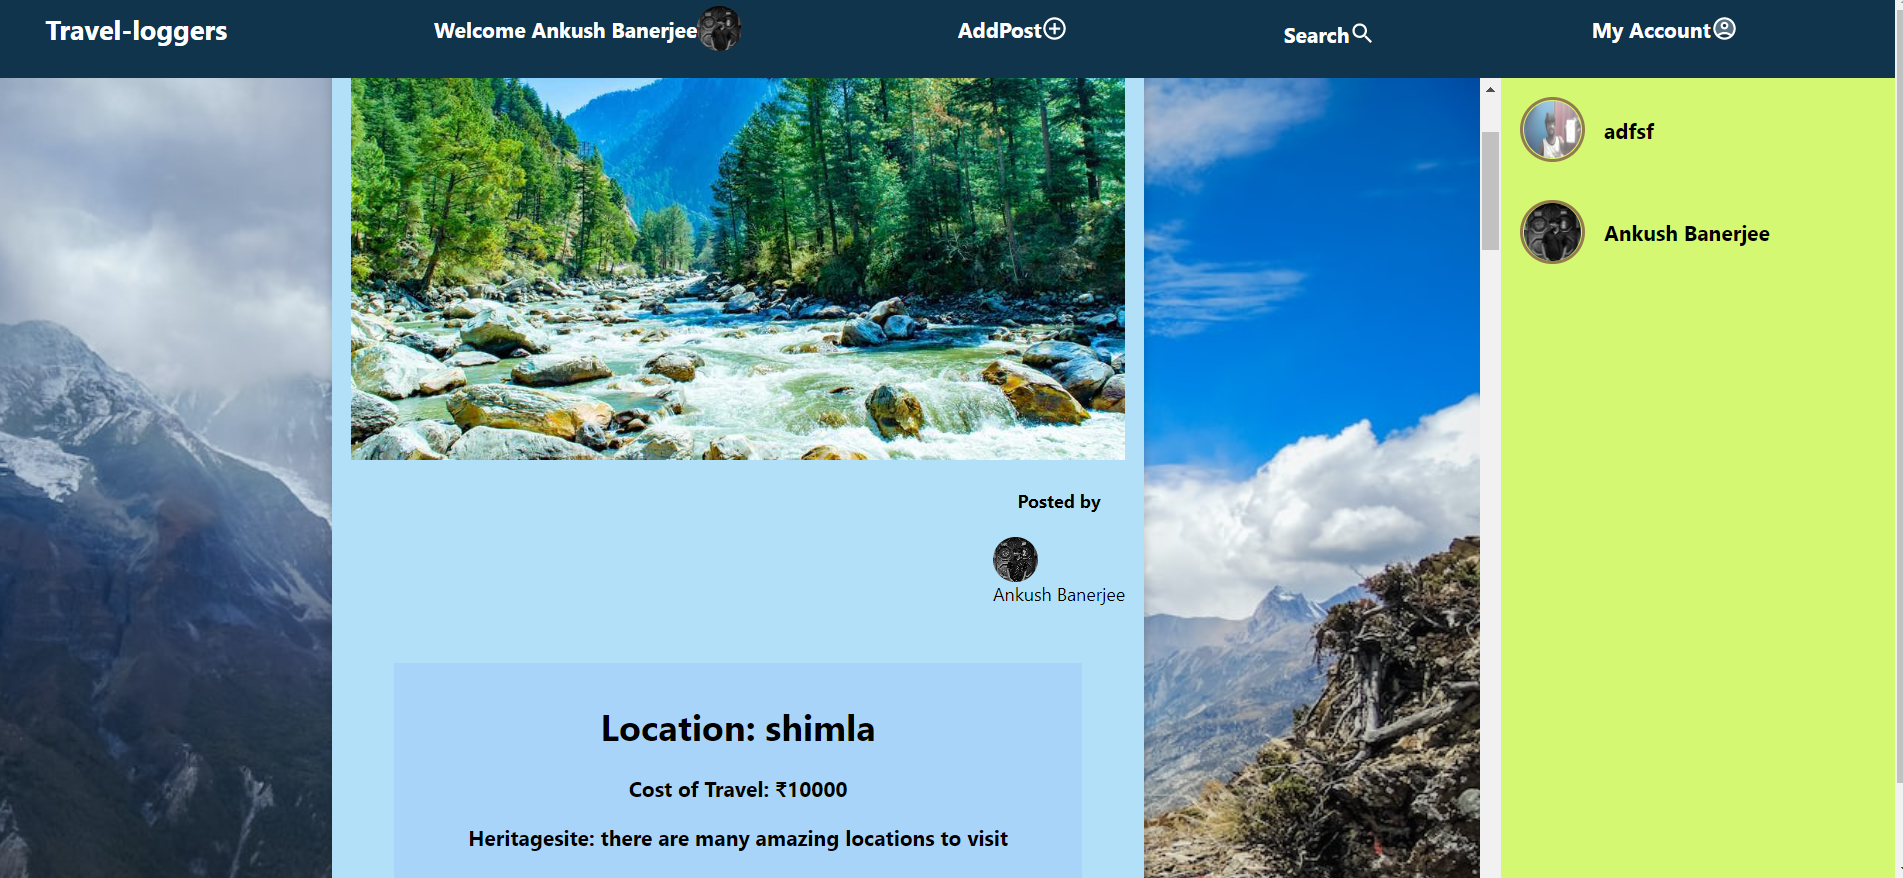 Travel-loggers
Welcome Ankush Banerjee
AddPost
Search
My Account
adfsf
Ankush Banerjee
Posted by
Ankush Banerjee
Location: shimla
Cost of Travel: ₹10000
Heritagesite: there are many amazing locations to visit